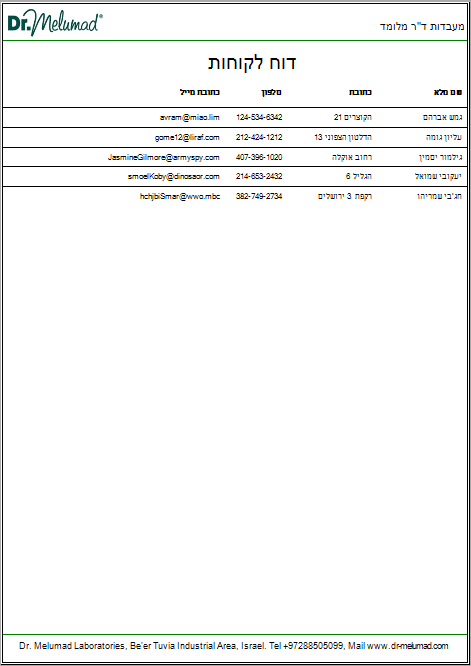 Dr. Melumad®
מעבדות ד"ר מלומד
דוח לקוחות
שם מלא כתובת טלפון כתובת מייל
גמש אברהם הקוצרים 21 124-534-6342 avram@miao.lim
עליון גומה הדלטון הצפוני 13 212-424-1212 gome12@liraf.com
גילמור יסמין רחוב אוקלה 407-396-1020 JasmineGilmore@armyspy.com
יעקובי שמואל הגליל 6 214-653-2432 smoelKoby@dinosaor.com
חג'בי שמריהו רקפת 3 ירושלים 382-749-2734 hchjbiSmar@wwo.mbc
Dr. Melumad Laboratories, Be'er Tuvia Industrial Area, Israel. Tel +97288505099, Mail www.dr-melumad.com